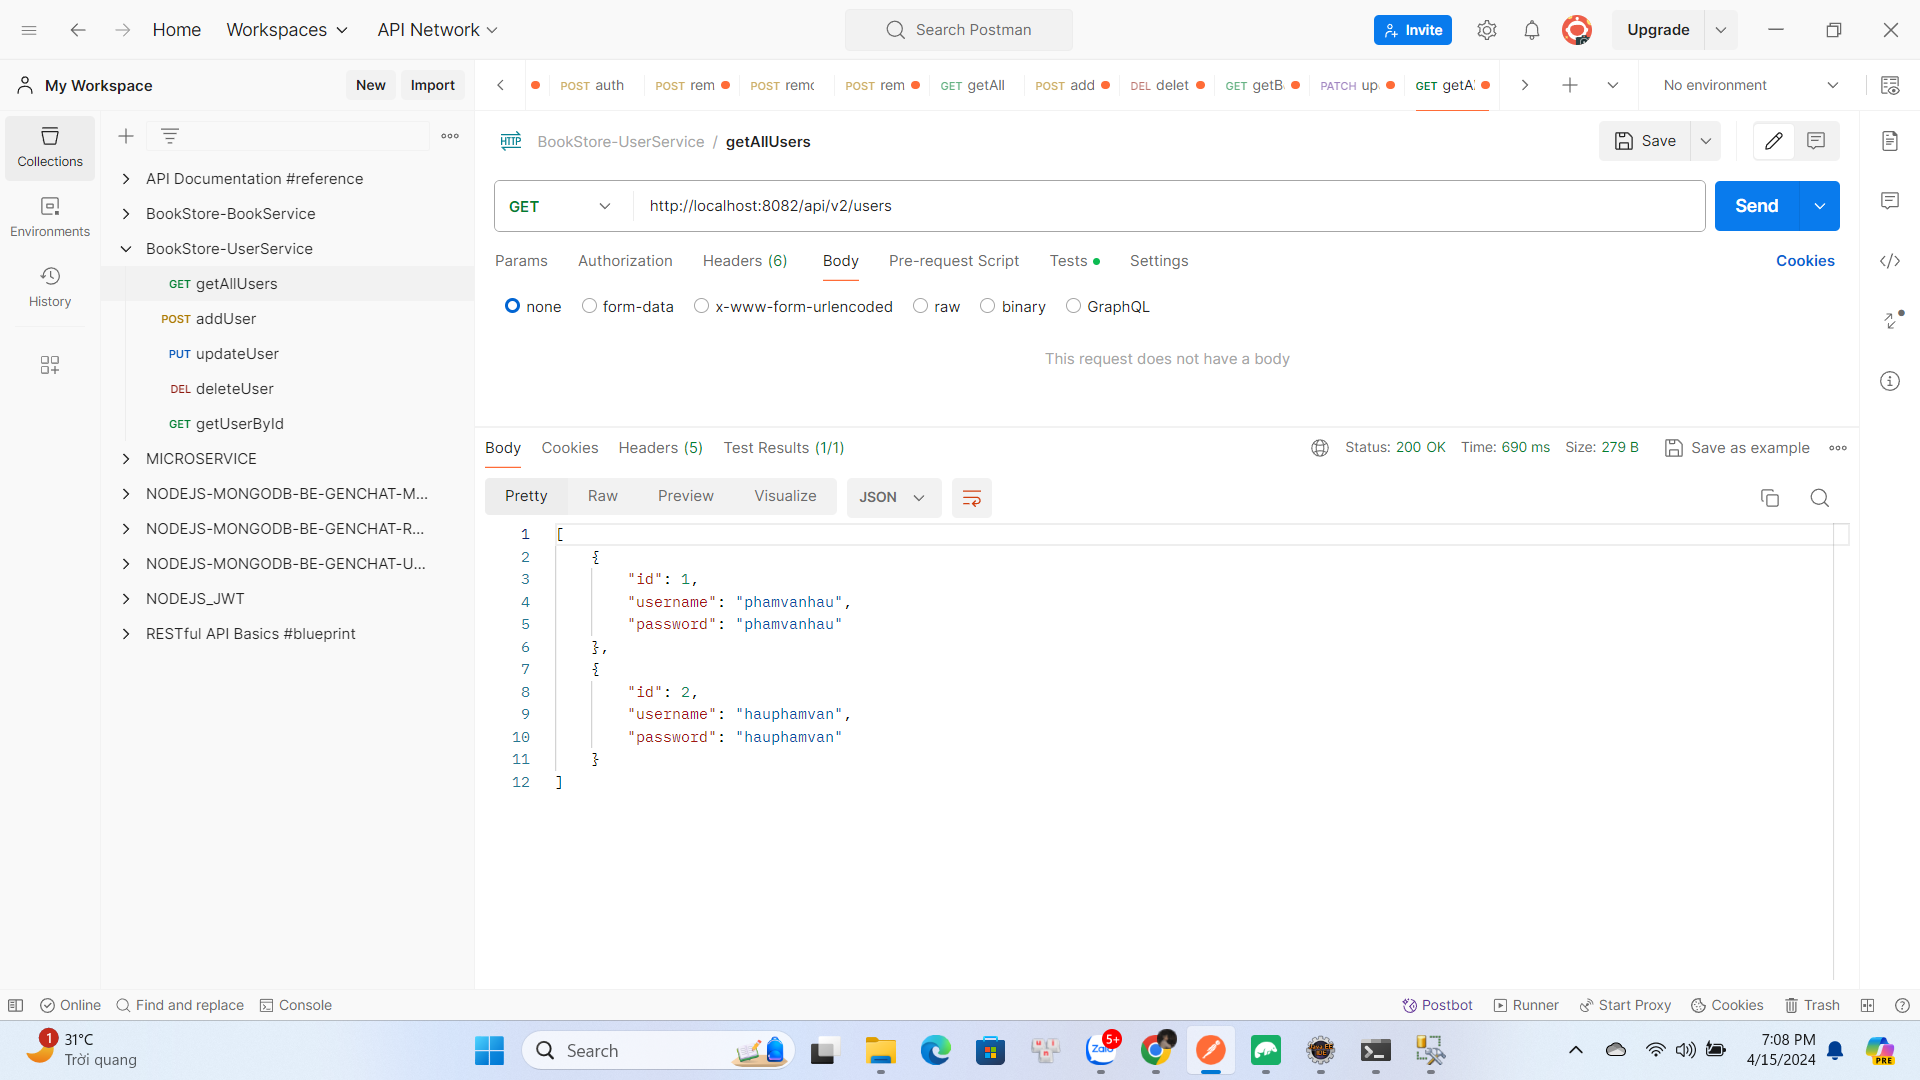 Home Workspaces API Network Search Postman Invite Upgrade
My Workspace New Import POST auth POST rem POST remo POST rem GET getAll POST add DEL delet GET getB PATCH up GET getA No environment
Collections
Environments
History
API Documentation #reference
BookStore-BookService
BookStore-UserService
GET getAllUsers
POST addUser
PUT updateUser
DEL deleteUser
GET getUserById
MICROSERVICE
NODEJS-MONGODB-BE-GENCHAT-M...
NODEJS-MONGODB-BE-GENCHAT-R...
NODEJS-MONGODB-BE-GENCHAT-U...
NODEJS_JWT
RESTful API Basics #blueprint
HTTP BookStore-UserService / getAllUsers Save
GET http://localhost:8082/api/v2/users Send
Params Authorization Headers (6) Body Pre-request Script Tests Settings Cookies
none form-data x-www-form-urlencoded raw binary GraphQL
This request does not have a body
Body Cookies Headers (5) Test Results (1/1) Status: 200 OK Time: 690 ms Size: 279 B Save as example
Pretty Raw Preview Visualize JSON
1 [
2 {
3 "id": 1,
4 "username": "phamvanhau",
5 "password": "phamvanhau"
6 },
7 {
8 "id": 2,
9 "username": "hauphamvan",
10 "password": "hauphamvan"
11 }
12 ]
Online Find and replace Console Postbot Runner Start Proxy Cookies Trash
1 31°C
Trời quang
Search
Zalo 5+
7:08 PM
4/15/2024
PRE